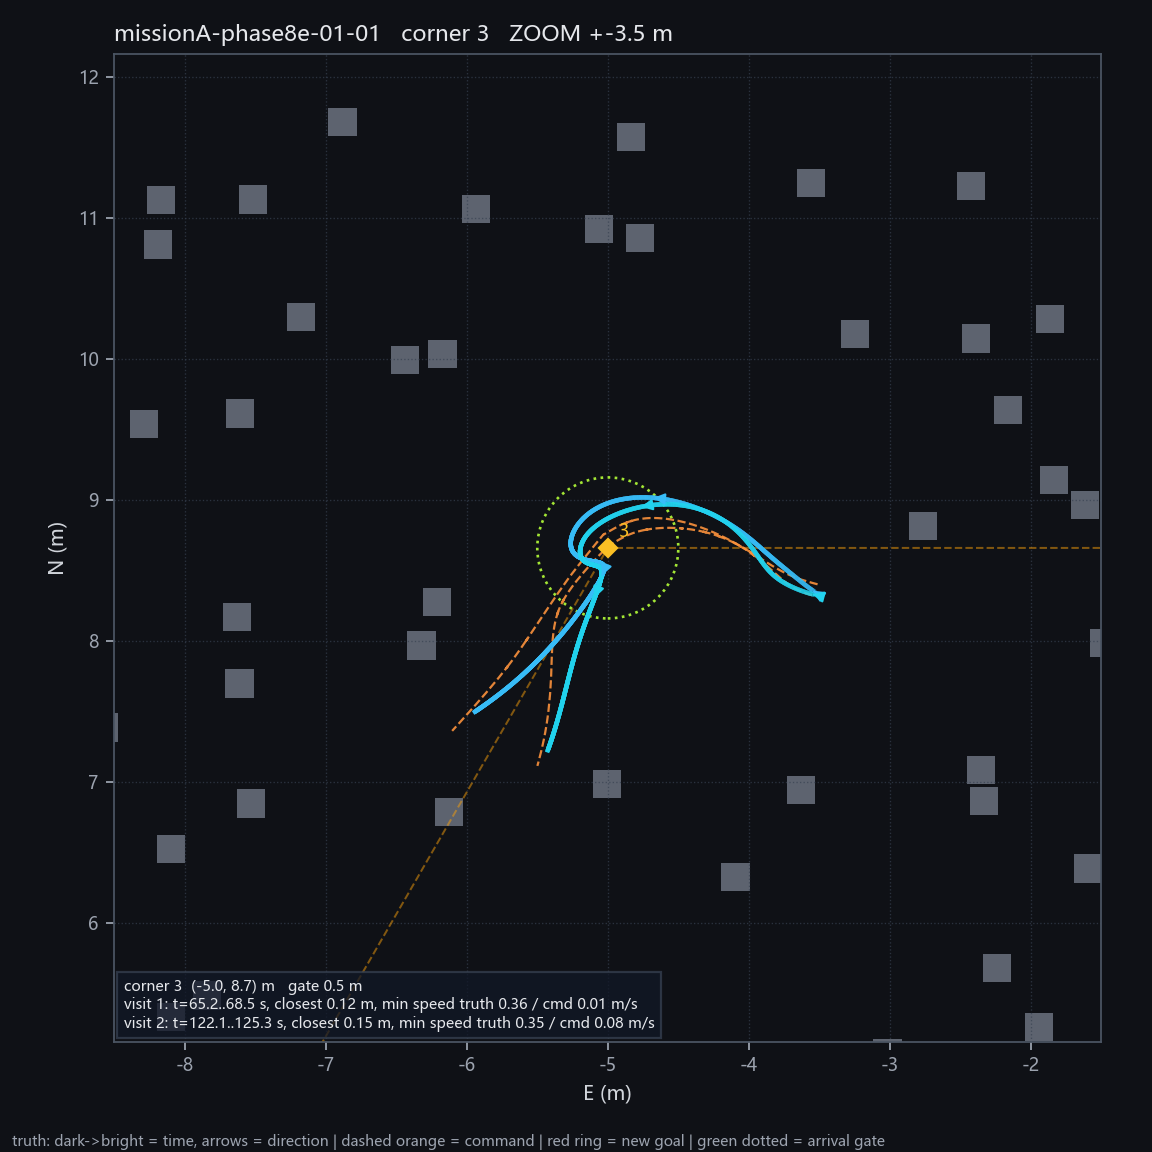 missionA-phase8e-01-01   corner 3   ZOOM +-3.5 m
12
11
10
9
8
7
6
N (m)
3
corner 3  (-5.0, 8.7) m   gate 0.5 m
visit 1: t=65.2..68.5 s, closest 0.12 m, min speed truth 0.36 / cmd 0.01 m/s
visit 2: t=122.1..125.3 s, closest 0.15 m, min speed truth 0.35 / cmd 0.08 m/s
-8 -7 -6 -5 -4 -3 -2
E (m)
truth: dark->bright = time, arrows = direction | dashed orange = command | red ring = new goal | green dotted = arrival gate